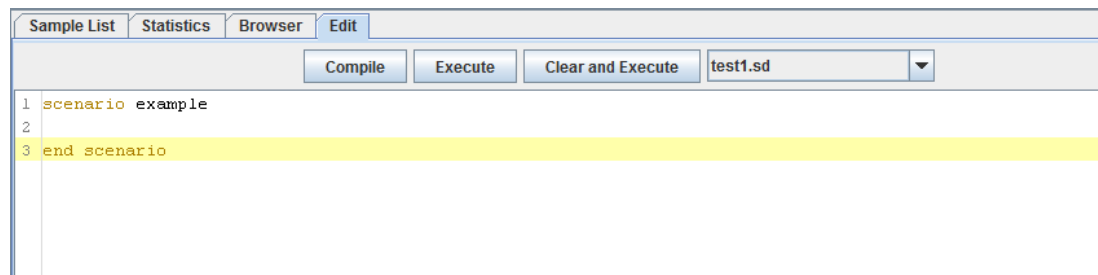 Sample List Statistics Browser Edit
Compile Execute Clear and Execute test1.sd
1 scenario example
2
3 end scenario